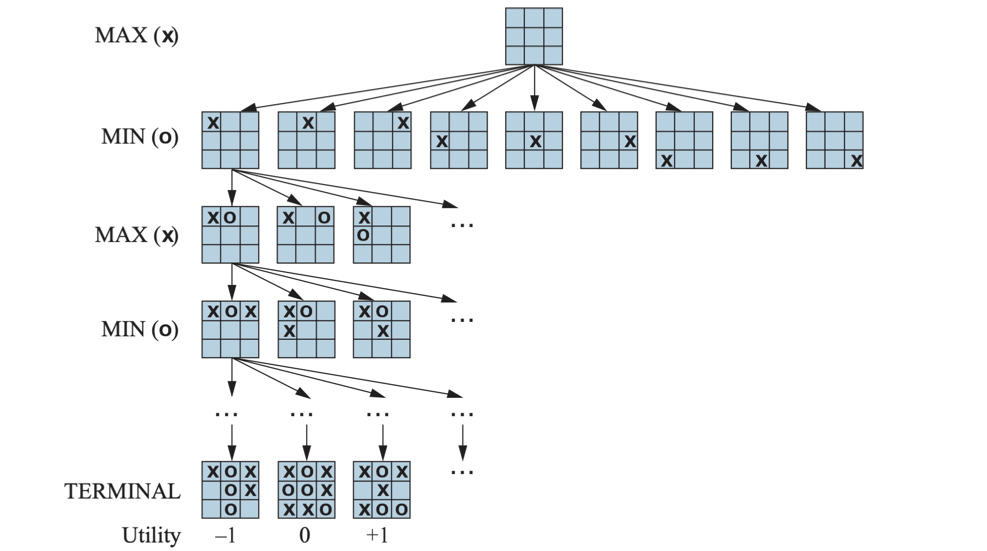 MAX (X)
MIN (O)
X X X X X X X X X
MAX (X)
X O X O X
O
...
MIN (O)
X O X X O X O
X X
...
... ... ... ...
TERMINAL
X O X X O X X O X
O X O O X X
O X X O X O O
...
Utility –1 0 +1